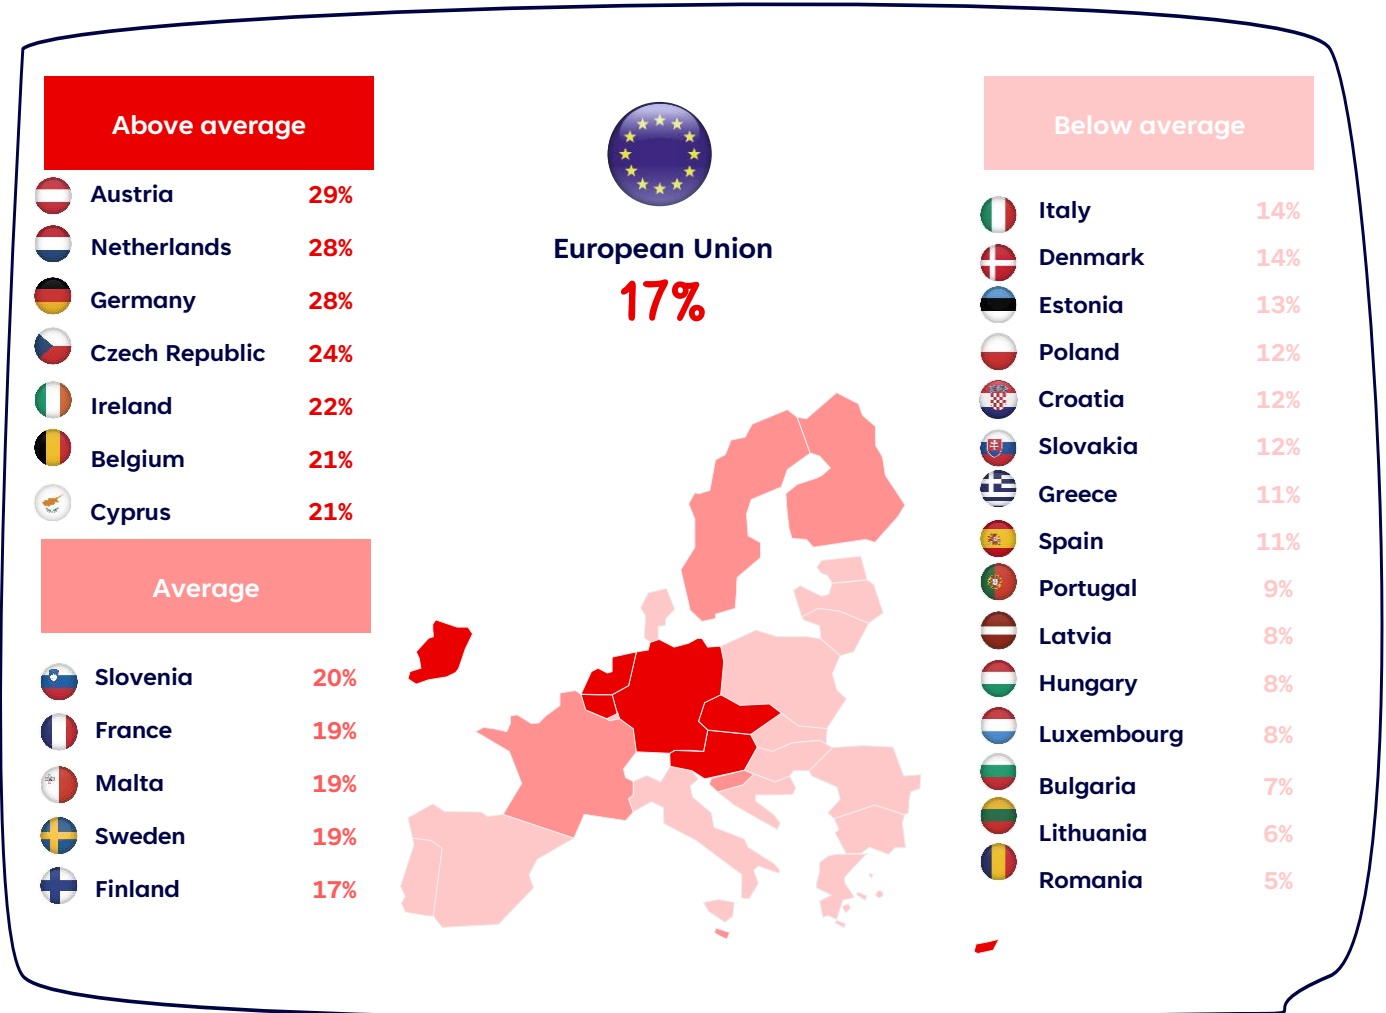 Above average
Austria 29%
Netherlands 28%
Germany 28%
Czech Republic 24%
Ireland 22%
Belgium 21%
Cyprus 21%
Average
Slovenia 20%
France 19%
Malta 19%
Sweden 19%
Finland 17%
European Union
17%
Below average
Italy 14%
Denmark 14%
Estonia 13%
Poland 12%
Croatia 12%
Slovakia 12%
Greece 11%
Spain 11%
Portugal 9%
Latvia 8%
Hungary 8%
Luxembourg 8%
Bulgaria 7%
Lithuania 6%
Romania 5%